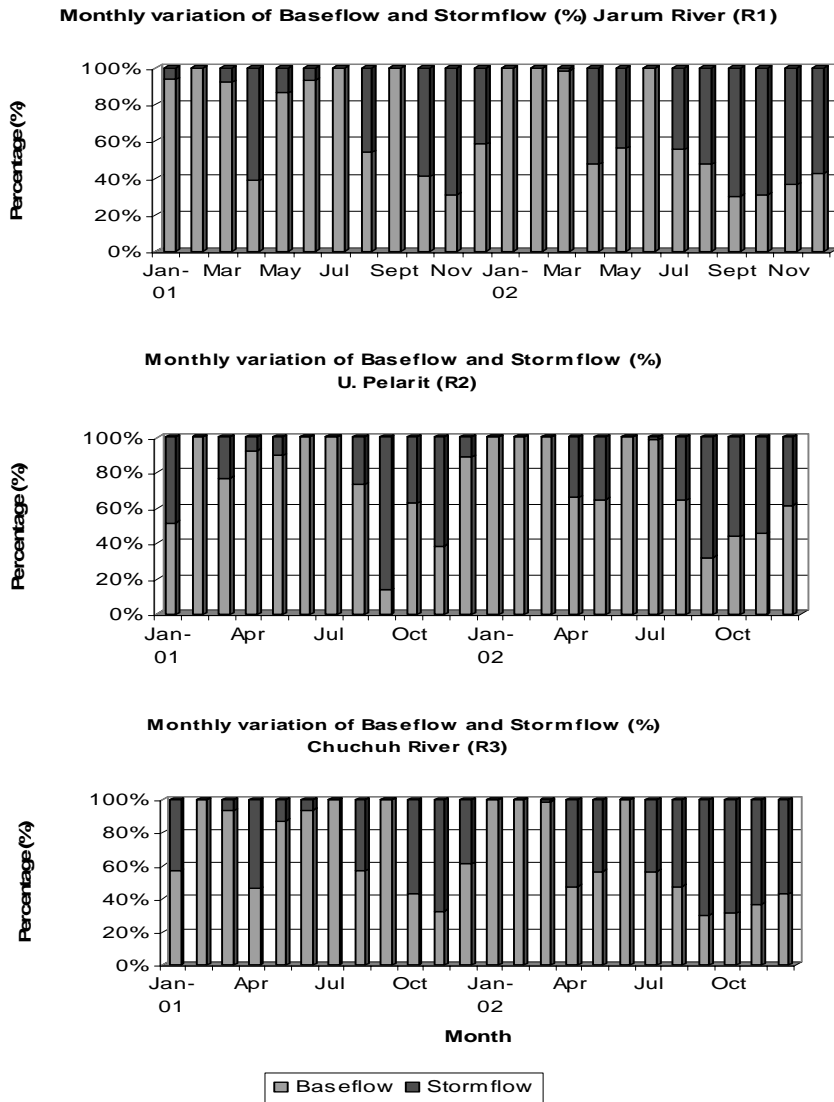 Monthly variation of Baseflow and Stormflow (%) Jarum River (R1)
Percentage (%)
100%
80%
60%
40%
20%
0%
Jan-01 Mar May Jul Sept Nov Jan-02 Mar May Jul Sept Nov
Monthly variation of Baseflow and Stormflow (%)
U. Pelarit (R2)
Percentage (%)
100%
80%
60%
40%
20%
0%
Jan-01 Apr Jul Oct Jan-02 Apr Jul Oct
Monthly variation of Baseflow and Stormflow (%)
Chuchuh River (R3)
Percentage (%)
100%
80%
60%
40%
20%
0%
Jan-01 Apr Jul Oct Jan-02 Apr Jul Oct
Month
Baseflow Stormflow